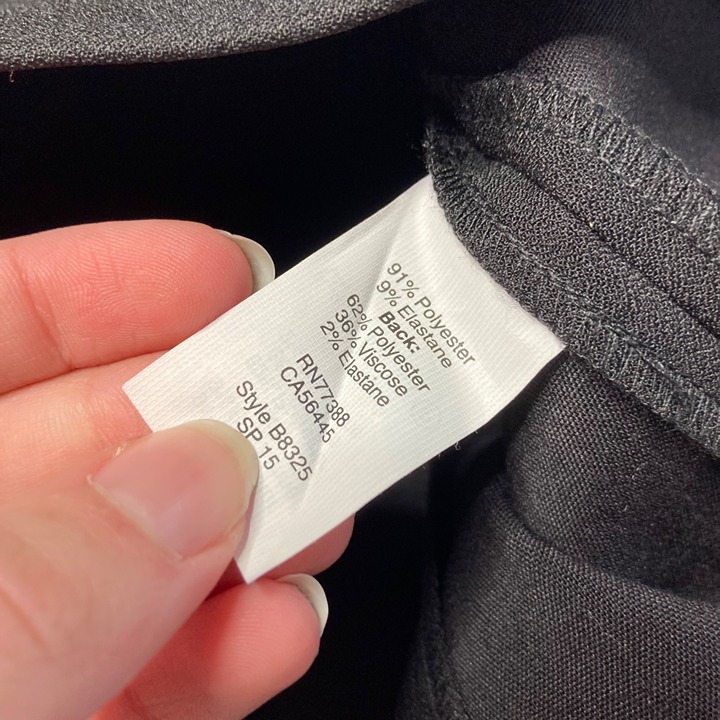 91% Polyester
9% Elastane
Back:
62% Polyester
36% Viscose
2% Elastane
RN77388
CA56445
Style B8325
SP 15